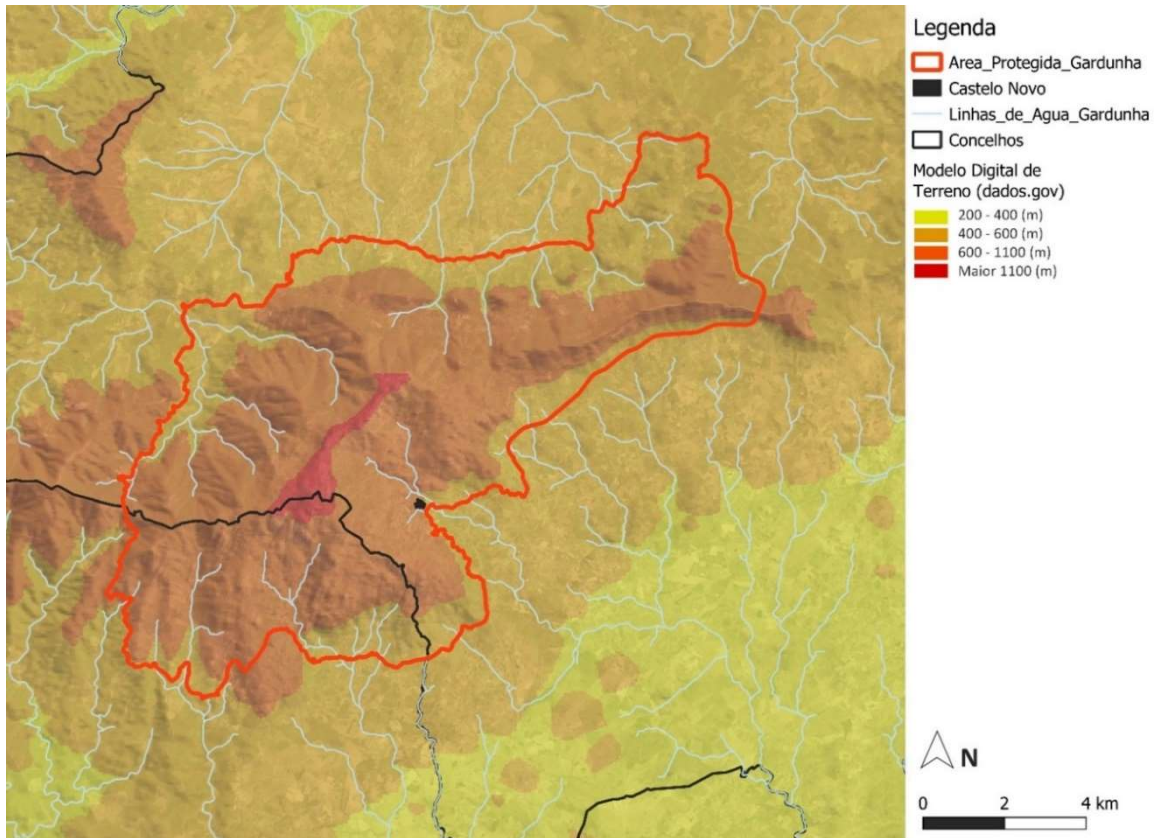 Legenda
Area_Protegida_Gardunha
Castelo Novo
Linhas_de_Agua_Gardunha
Concelhos
Modelo Digital de
Terreno (dados.gov)
200 - 400 (m)
400 - 600 (m)
600 - 1100 (m)
Maior 1100 (m)
N
0 2 4 km